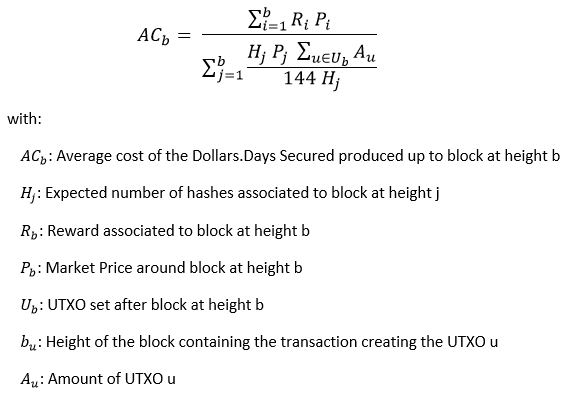 AC_b = \frac{\sum_{i=1}^{b} R_i P_i}{\sum_{j=1}^{b} \frac{H_j P_j \sum_{u \in U_b} A_u}{144 H_j}}
with:
AC_b: Average cost of the Dollars.Days Secured produced up to block at height b
H_j: Expected number of hashes associated to block at height j
R_b: Reward associated to block at height b
P_b: Market Price around block at height b
U_b: UTXO set after block at height b
b_u: Height of the block containing the transaction creating the UTXO u
A_u: Amount of UTXO u